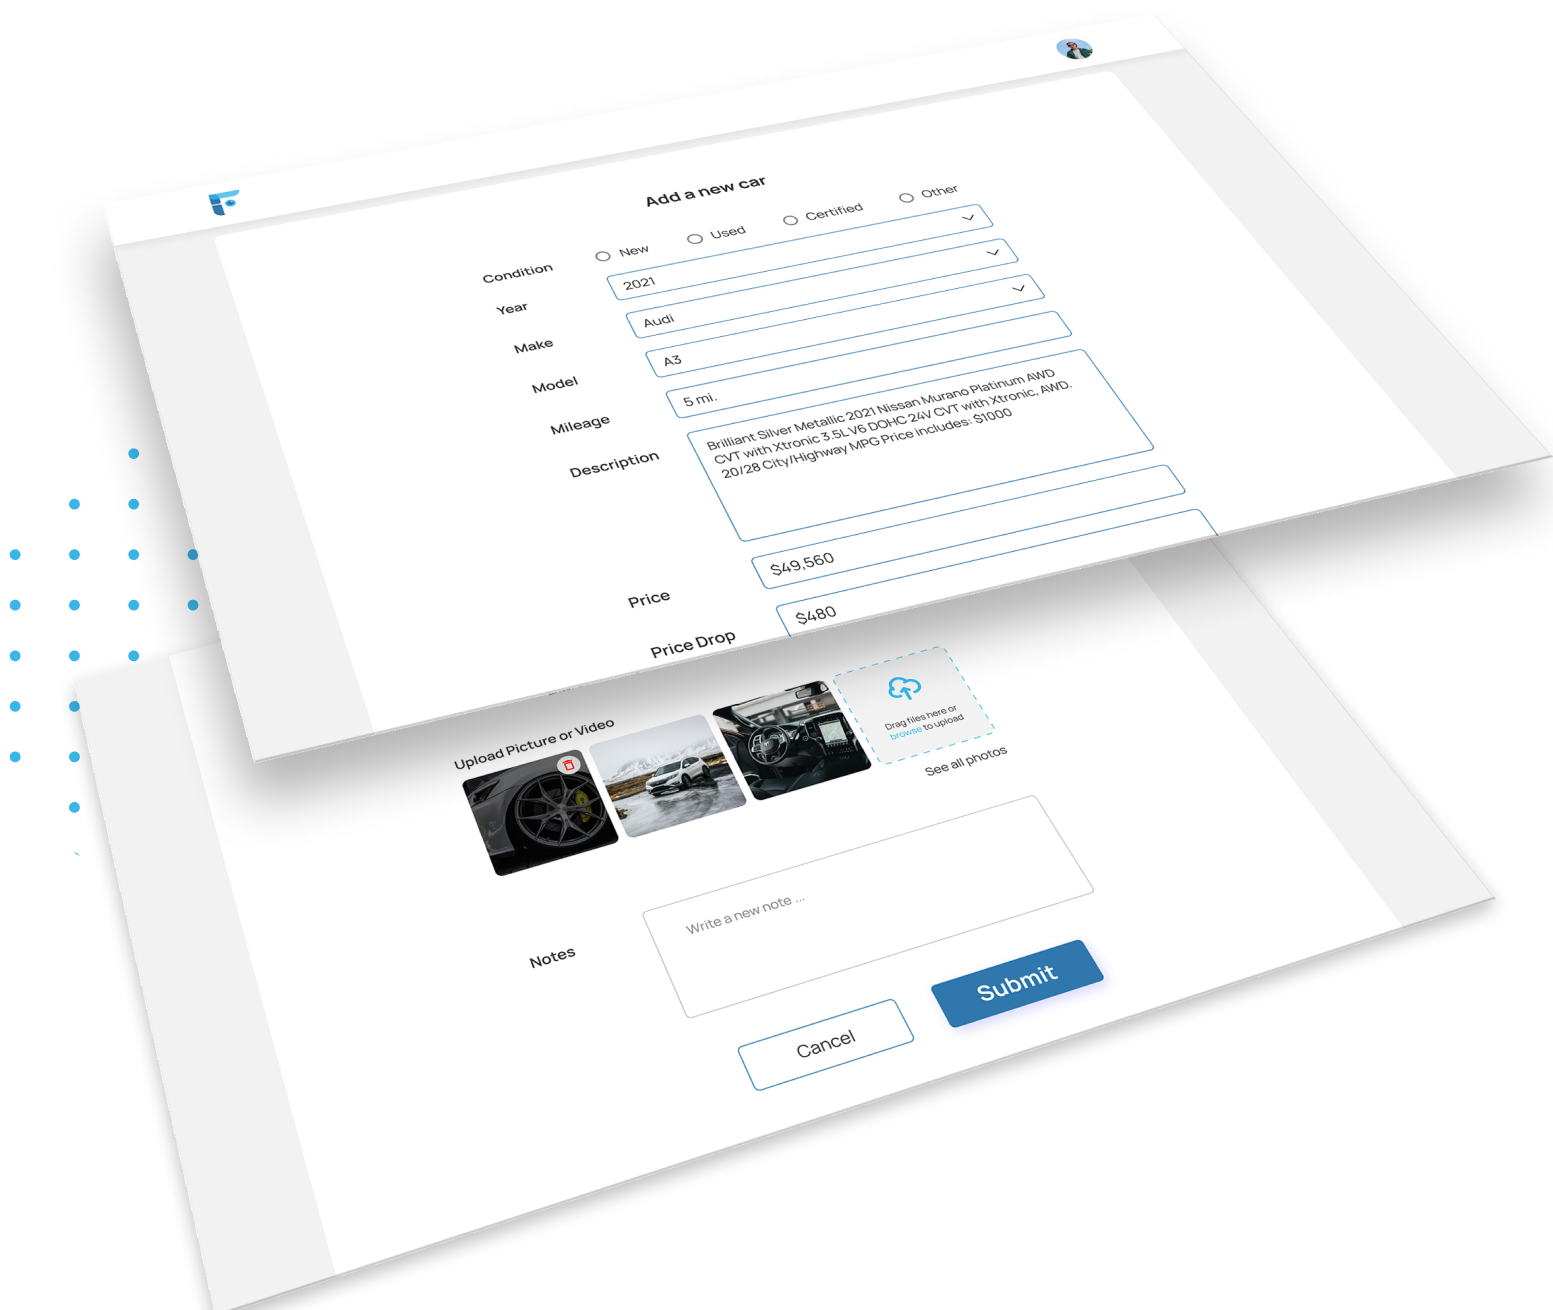 Add a new car
Condition
New
Used
Certified
Other
Year
2021
Make
Audi
Model
A3
Mileage
5 mi.
Description
Brilliant Silver Metallic 2021 Nissan Murano Platinum AWD
CVT with Xtronic 3.5L V6 DOHC 24V CVT with Xtronic, AWD.
20/28 City/Highway MPG Price includes: $1000
Price
$49,560
Price Drop
$480
Upload Picture or Video
Drag files here or
browse to upload
See all photos
Notes
Write a new note ...
Cancel
Submit